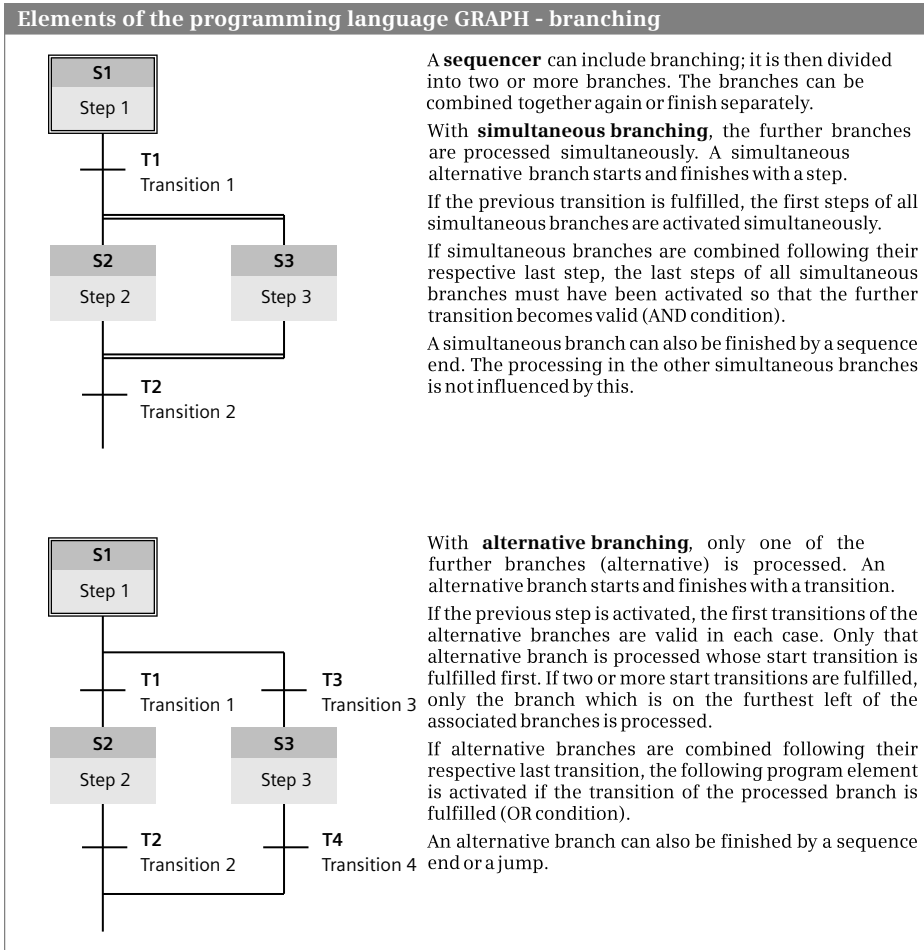 Elements of the programming language GRAPH - branching
S1
Step 1
T1
Transition 1
S2
Step 2
S3
Step 3
T2
Transition 2
A sequencer can include branching; it is then divided
into two or more branches. The branches can be
combined together again or finish separately.
With simultaneous branching, the further branches
are processed simultaneously. A simultaneous
alternative branch starts and finishes with a step.
If the previous transition is fulfilled, the first steps of all
simultaneous branches are activated simultaneously.
If simultaneous branches are combined following their
respective last step, the last steps of all simultaneous
branches must have been activated so that the further
transition becomes valid (AND condition).
A simultaneous branch can also be finished by a sequence
end. The processing in the other simultaneous branches
is not influenced by this.
S1
Step 1
T1
Transition 1
T3
Transition 3
S2
Step 2
S3
Step 3
T2
Transition 2
T4
Transition 4
With alternative branching, only one of the
further branches (alternative) is processed. An
alternative branch starts and finishes with a transition.
If the previous step is activated, the first transitions of the
alternative branches are valid in each case. Only that
alternative branch is processed whose start transition is
fulfilled first. If two or more start transitions are fulfilled,
only the branch which is on the furthest left of the
associated branches is processed.
If alternative branches are combined following their
respective last transition, the following program element
is activated if the transition of the processed branch is
fulfilled (OR condition).
An alternative branch can also be finished by a sequence
end or a jump.